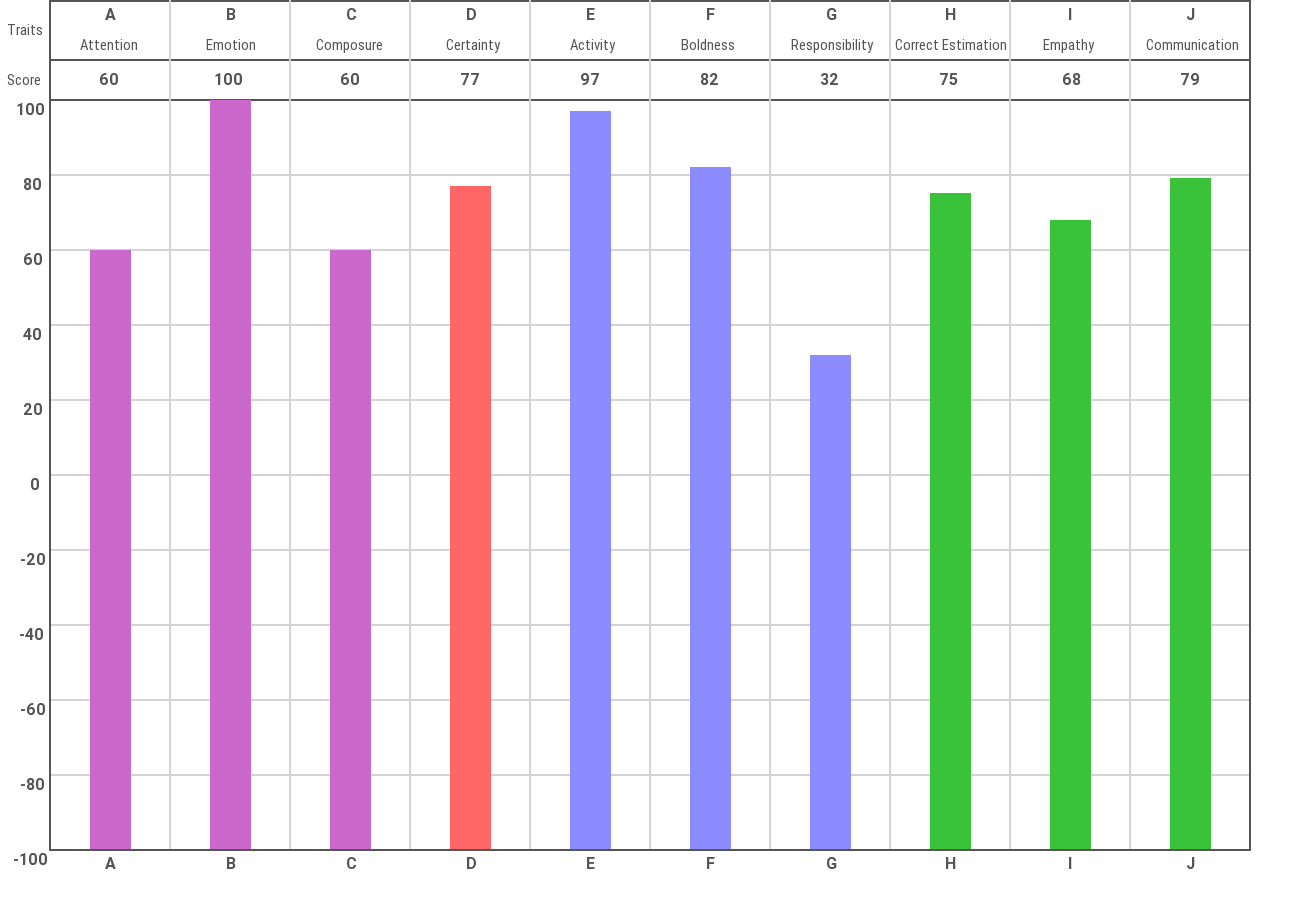 A B C D E F G H I J
Traits
Attention Emotion Composure Certainty Activity Boldness Responsibility Correct Estimation Empathy Communication
Score 60 100 60 77 97 82 32 75 68 79
100
80
60
40
20
0
-20
-40
-60
-80
-100
A B C D E F G H I J